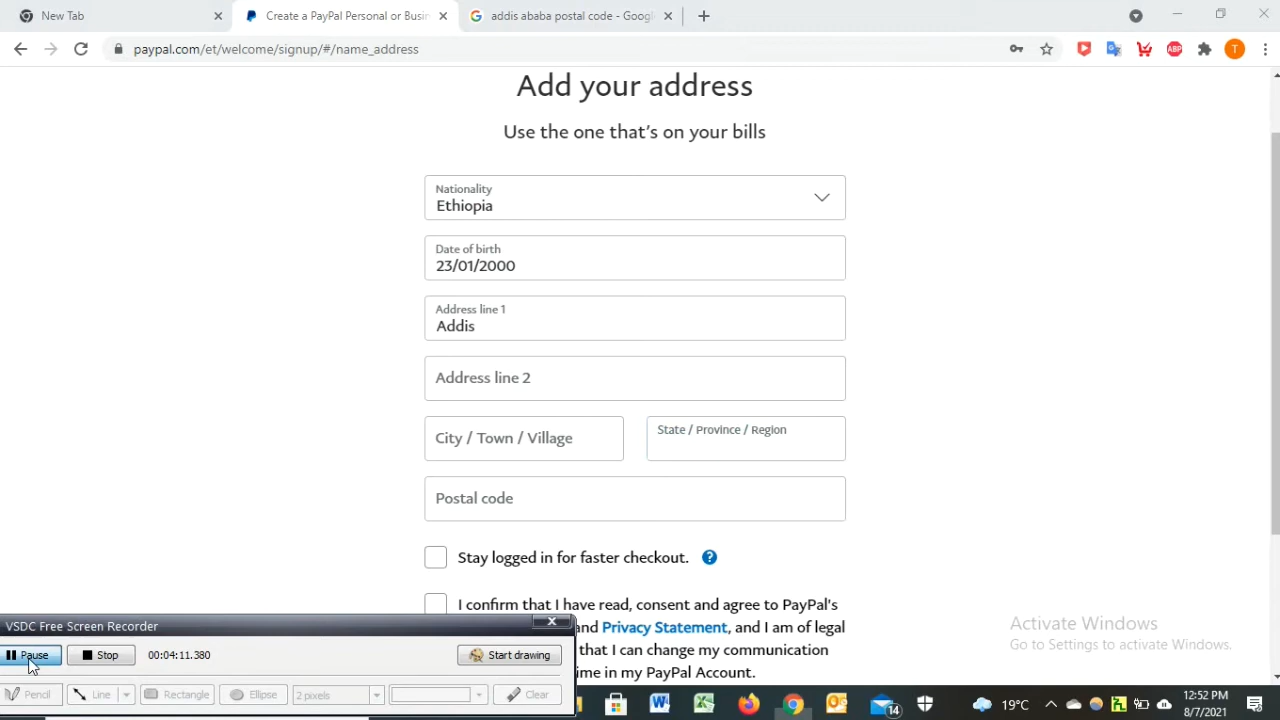 New Tab
Create a PayPal Personal or Busin
addis ababa postal code - Google
paypal.com/et/welcome/signup/#/name_address
ABP
T
Add your address
Use the one that's on your bills
Nationality
Ethiopia
Date of birth
23/01/2000
Address line 1
Addis
Address line 2
City / Town / Village
State / Province / Region
Postal code
Stay logged in for faster checkout.
?
I confirm that I have read, consent and agree to PayPal's
and Privacy Statement, and I am of legal
that I can change my communication
time in my PayPal Account.
Activate Windows
Go to Settings to activate Windows.
VSDC Free Screen Recorder
Pause
Stop
00:04:11.380
Start drawing
Pencil
Line
Rectangle
Ellipse
2 pixels
Clear
14
19°C
12:52 PM
8/7/2021